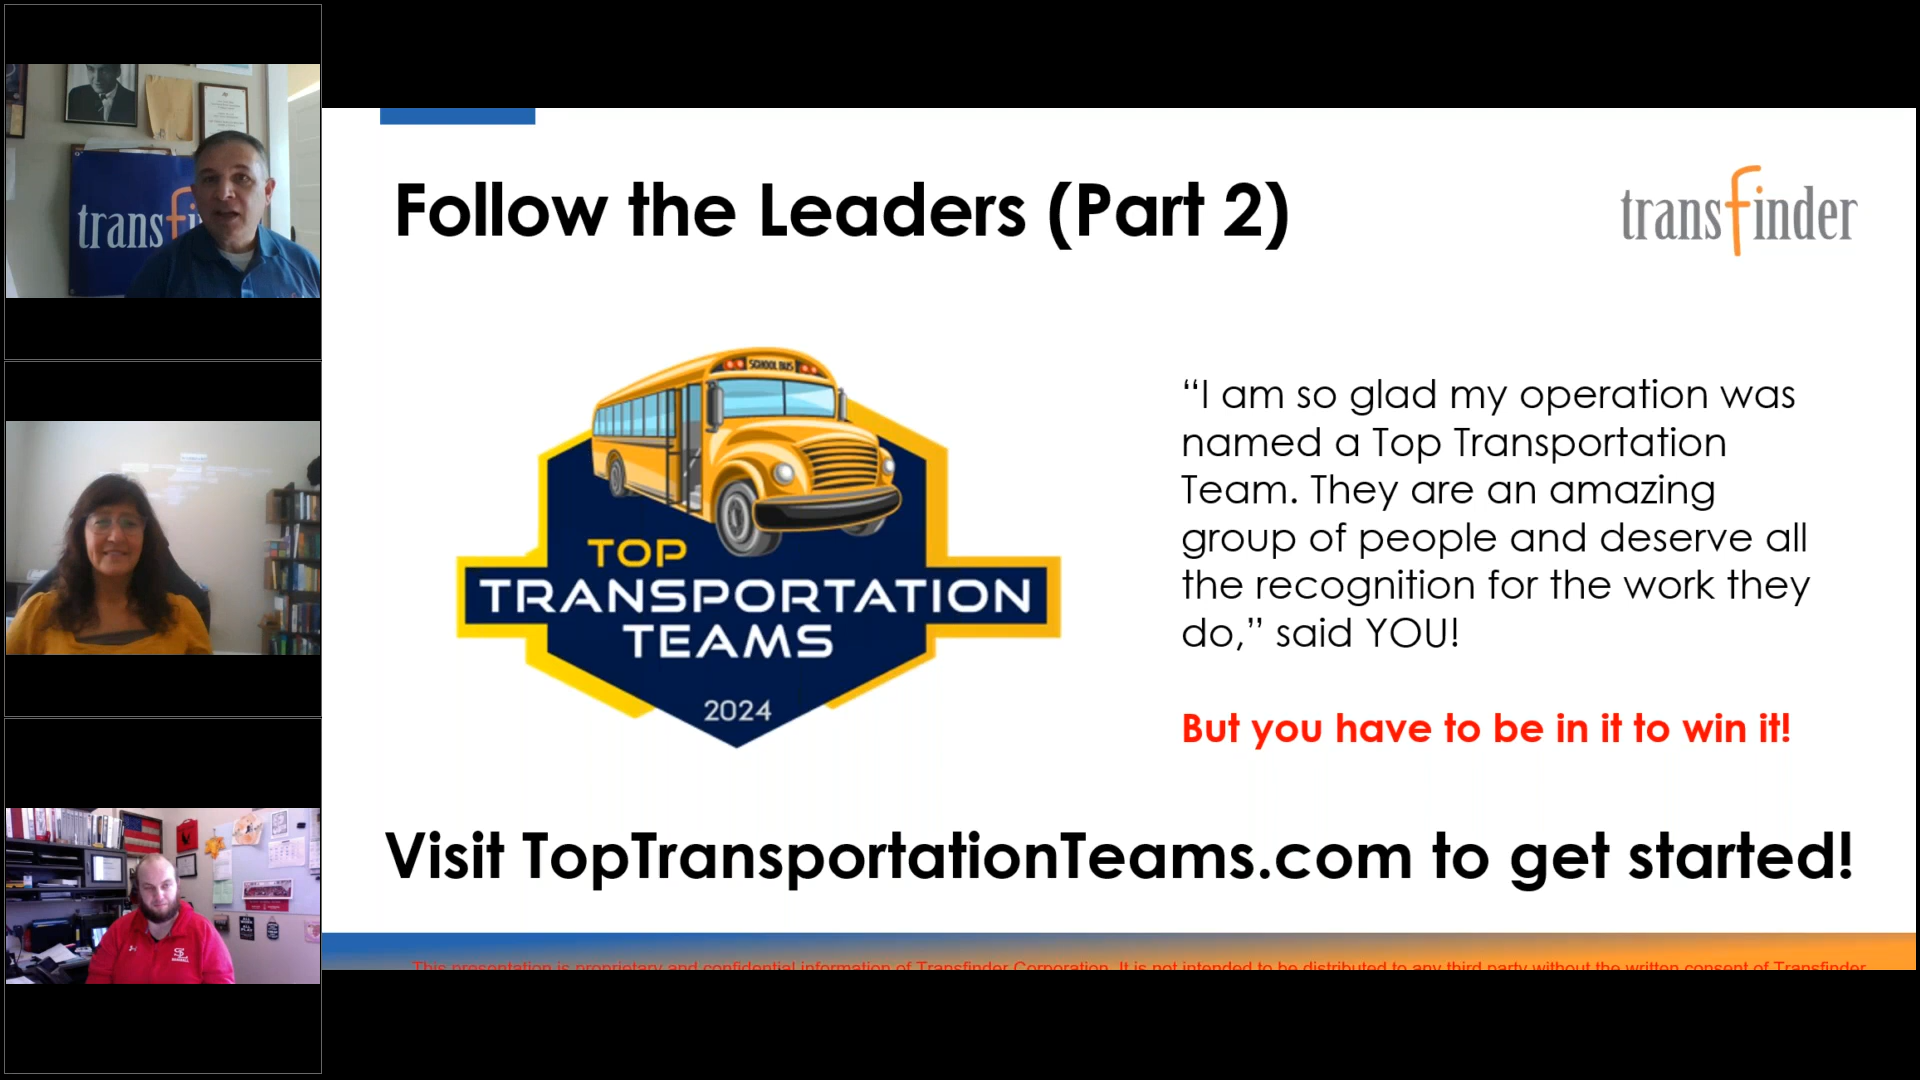 transfinder
Follow the Leaders (Part 2)
transfinder
SCHOOL BUS
TOP
TRANSPORTATION
TEAMS
2024
“I am so glad my operation was
named a Top Transportation
Team. They are an amazing
group of people and deserve all
the recognition for the work they
do,” said YOU!
But you have to be in it to win it!
Visit TopTransportationTeams.com to get started!
This presentation is proprietary and confidential information of Transfinder Corporation. It is not intended to be distributed to any third party without the written consent of Transfinder